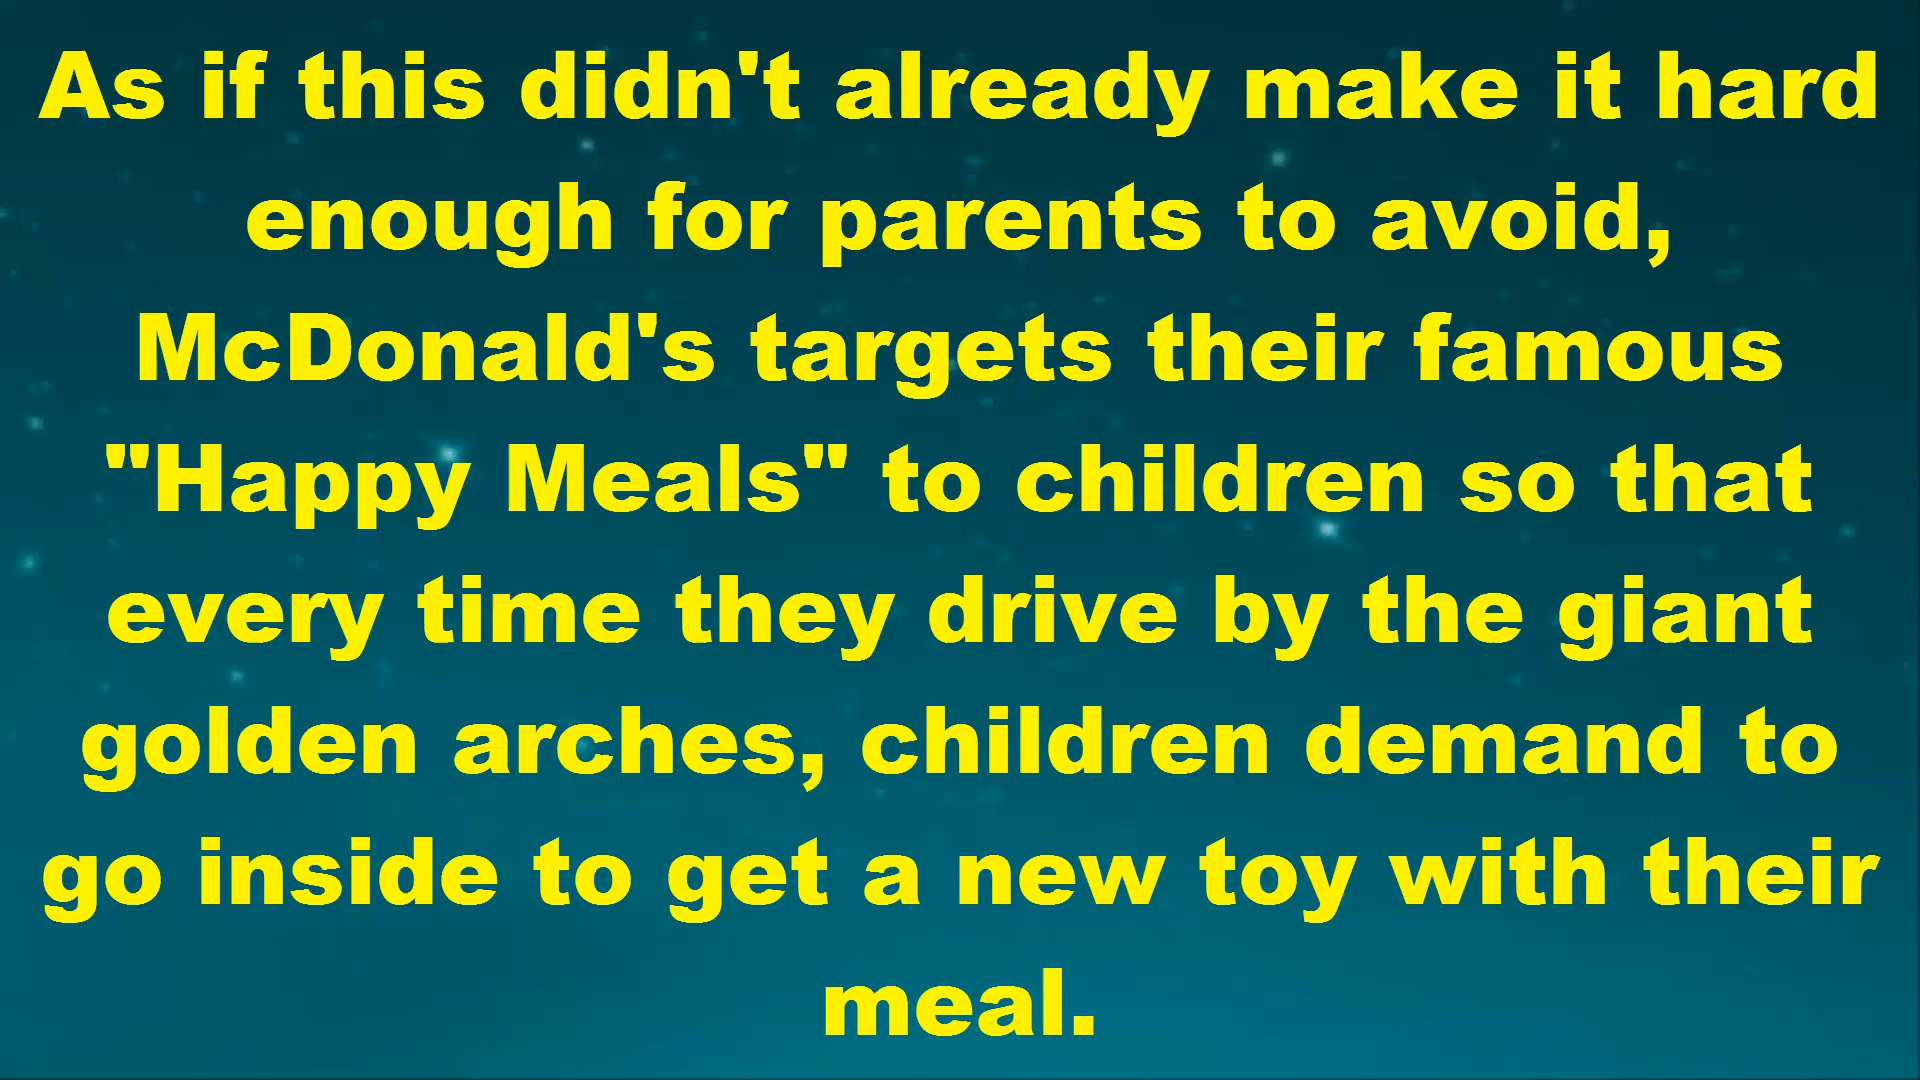 As if this didn't already make it hard
enough for parents to avoid,
McDonald's targets their famous
"Happy Meals" to children so that
every time they drive by the giant
golden arches, children demand to
go inside to get a new toy with their
meal.